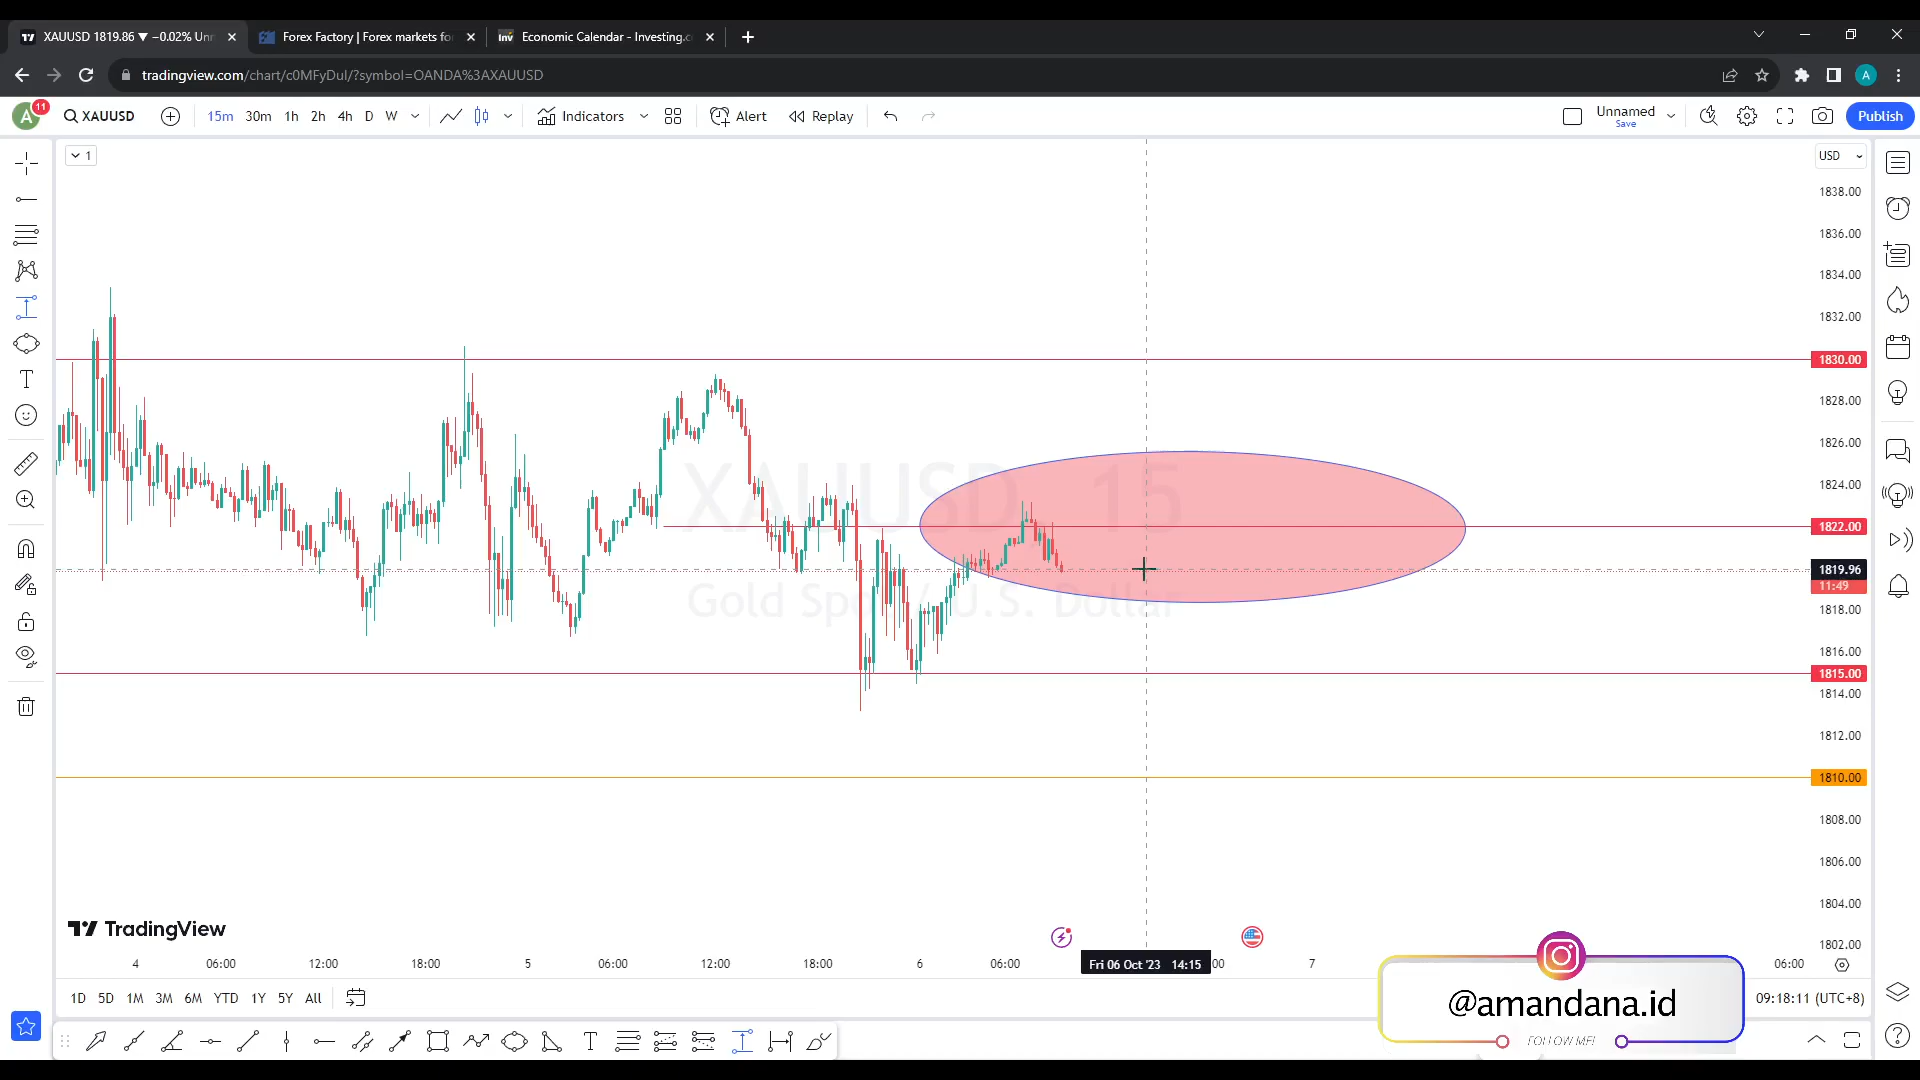 XAUUSD 1819.86 ▼ −0.02% Unn
Forex Factory | Forex markets for
Economic Calendar - Investing.c
tradingview.com/chart/c0MFyDul/?symbol=OANDA%3AXAUUSD
A
A
11
XAUUSD
15m 30m 1h 2h 4h D W
Indicators
Alert
Replay
Unnamed
Save
Publish
1
USD
1838.00
1836.00
1834.00
1832.00
1830.00
1828.00
1826.00
1824.00
1822.00
1819.96
11:49
1818.00
1816.00
1815.00
1814.00
1812.00
1810.00
1808.00
1806.00
1804.00
1802.00
XAUUSD, 15
Gold Spot / U.S. Dollar
TradingView
4 06:00 12:00 18:00 5 06:00 12:00 18:00 6 06:00 Fri 06 Oct '23 14:15 :00 7 06:00
1D 5D 1M 3M 6M YTD 1Y 5Y All
09:18:11 (UTC+8)
@amandana.id
FOLLOW ME!